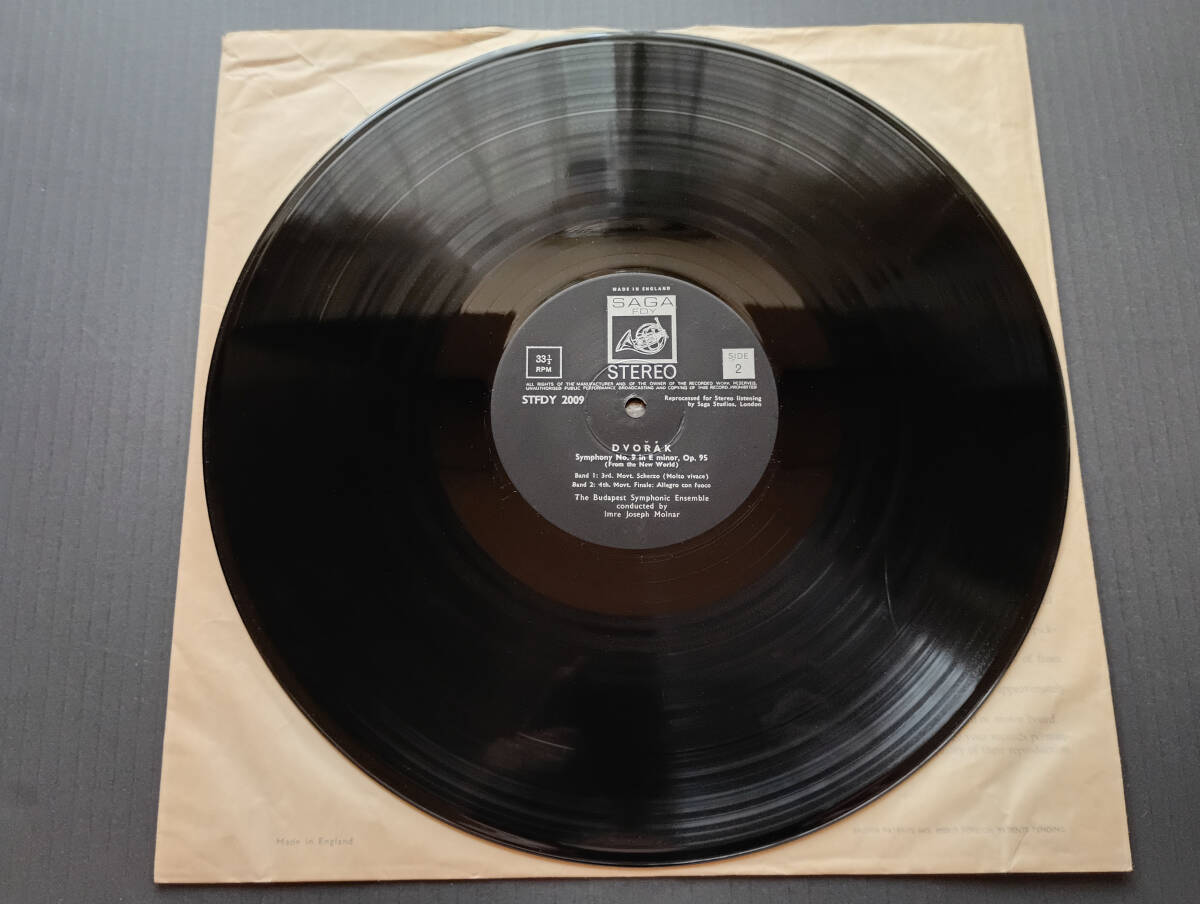 MADE IN ENGLAND
SAGA
FDY
STEREO
33⅓
RPM
SIDE
2
ALL RIGHTS OF THE MANUFACTURER AND OF THE OWNER OF THE RECORDED WORK RESERVED.
UNAUTHORISED PUBLIC PERFORMANCE BROADCASTING AND COPYING OF THIS RECORD PROHIBITED
STFDY 2009
Reprocessed for Stereo listening
by Saga Studios, London
DVOŘÁK
Symphony No. 9 in E minor, Op. 95
(From the New World)
Band 1: 3rd. Movt. Scherzo (Molto vivace)
Band 2: 4th. Movt. Finale: Allegro con fuoco
The Budapest Symphonic Ensemble
conducted by
Imre Joseph Molnar
Made in England